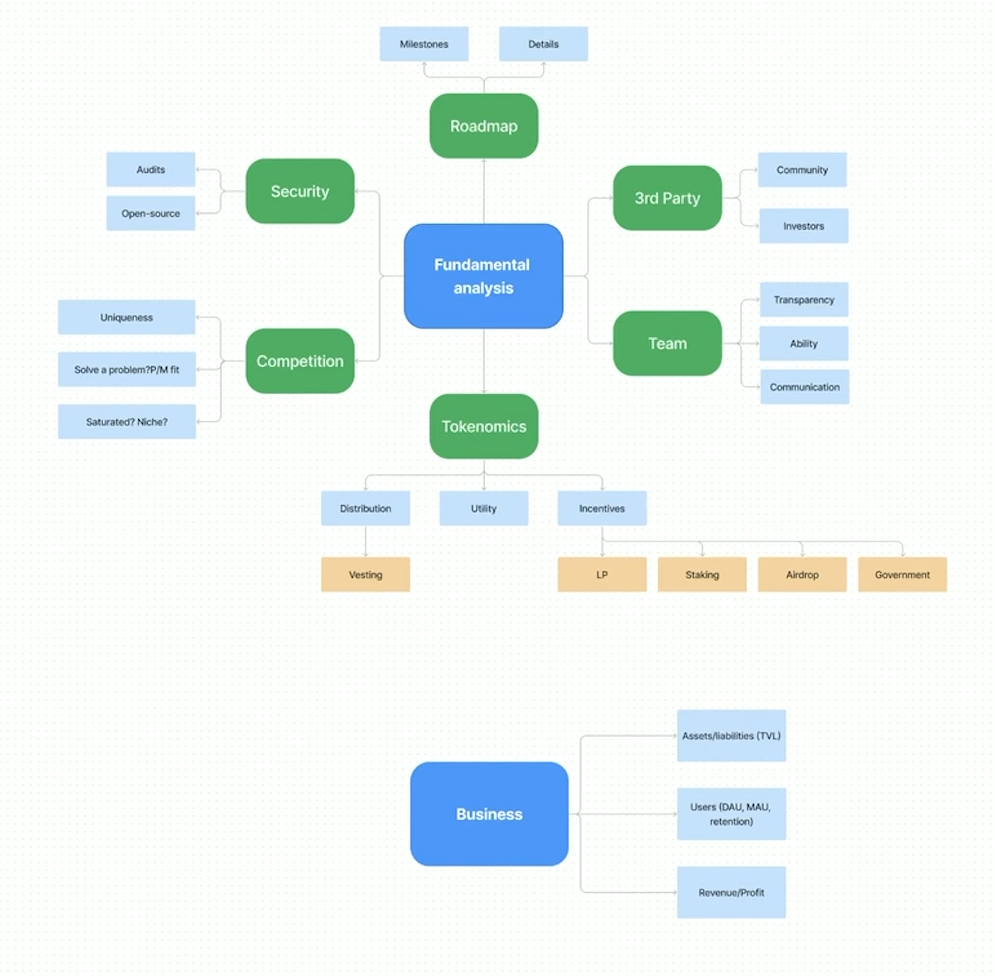 Milestones
Details
Roadmap
Audits
Open-source
Security
3rd Party
Community
Investors
Fundamental
analysis
Uniqueness
Solve a problem?P/M fit
Saturated? Niche?
Competition
Team
Transparency
Ability
Communication
Tokenomics
Distribution
Utility
Incentives
Vesting
LP
Staking
Airdrop
Government
Business
Assets/liabilities (TVL)
Users (DAU, MAU,
retention)
Revenue/Profit